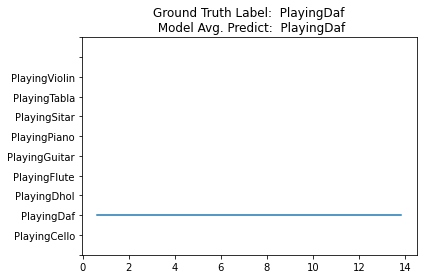 Ground Truth Label:  PlayingDaf
Model Avg. Predict:  PlayingDaf
PlayingViolin
PlayingTabla
PlayingSitar
PlayingPiano
PlayingGuitar
PlayingFlute
PlayingDhol
PlayingDaf
PlayingCello
0 2 4 6 8 10 12 14